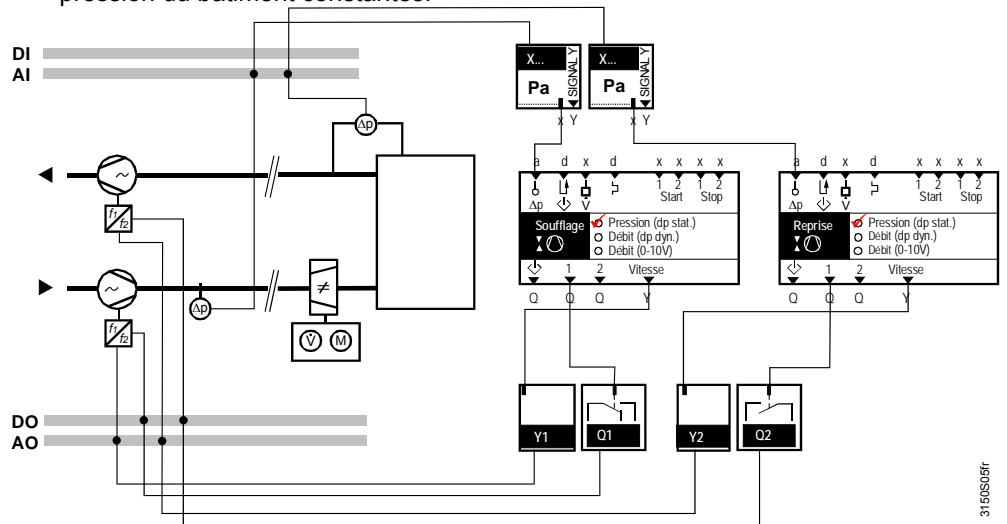 pression du bâtiment constantes.
DI
AI
X...
Pa
SIGNAL Y
x Y
X...
Pa
SIGNAL Y
x Y
Δp
~
f1
f2
~
f1
f2
Δp
≠
V̇
M
a d x d x x x x
1 2 1 2
Δp V̇ Start Stop
Soufflage
Pression (dp stat.)
Débit (dp dyn.)
Débit (0-10V)
1 2 Vitesse
Q Q Q Y
a d x d x x x x
1 2 1 2
Δp V̇ Start Stop
Reprise
Pression (dp stat.)
Débit (dp dyn.)
Débit (0-10V)
1 2 Vitesse
Q Q Q Y
DO
AO
Y1
Q1
Y2
Q2
3150S05fr